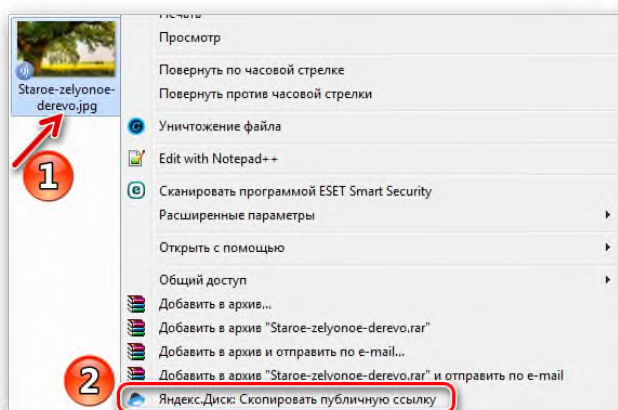 Печать
Просмотр
Staroe-zelyonoe-
derevo.jpg
Повернуть по часовой стрелке
Повернуть против часовой стрелки
Уничтожение файла
Edit with Notepad++
1
Сканировать программой ESET Smart Security
Расширенные параметры
Открыть с помощью
Общий доступ
Добавить в архив...
Добавить в архив "Staroe-zelyonoe-derevo.rar"
Добавить в архив и отправить по e-mail...
Добавить в архив "Staroe-zelyonoe-derevo.rar" и отправить по e-mail
2
Яндекс.Диск: Скопировать публичную ссылку